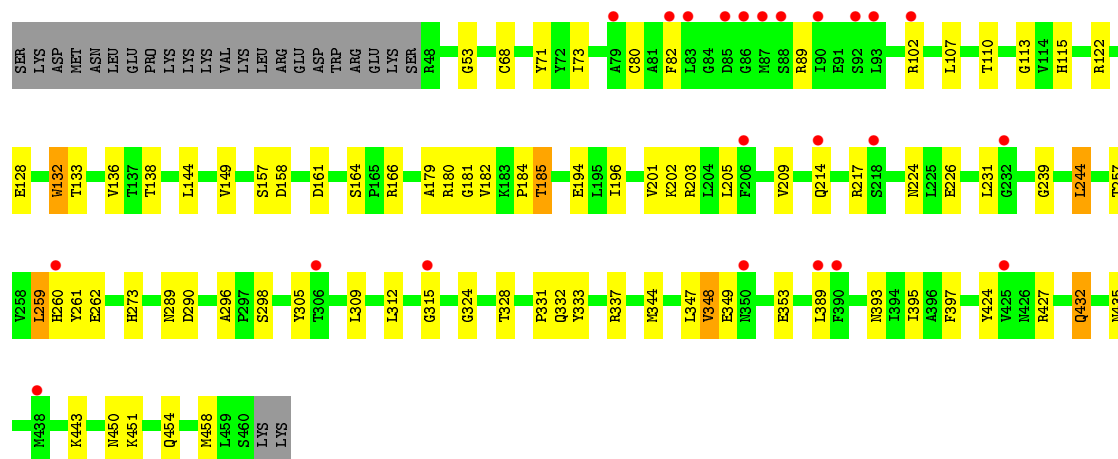 SER LYS ASP MET ASN LEU GLU PRO LYS LYS LYS VAL LYS LEU ARG GLU ASP TRP ARG GLU LYS SER R48 G53 C68 Y71 Y72 I73 A79 C80 A81 F82 L83 G84 D85 G86 M87 S88 R89 I90 E91 S92 L93 R102 L107 T110 G113 V114 H115 R122
E128 W132 T133 V136 T137 T138 L144 V149 S157 D158 D161 S164 P165 R166 A179 R180 G181 V182 K183 P184 T185 E194 L195 I196 V201 K202 R203 L204 L205 F206 V209 Q214 R217 S218 N224 L225 E226 L231 G232 G239 L244 T257
V258 L259 H260 Y261 E262 H273 N289 D290 A296 P297 S298 Y305 T306 L309 L312 G315 G324 T328 P331 Q332 Y333 R337 M344 L347 V348 E349 N350 E353 L389 F390 N393 I394 I395 A396 F397 Y424 V425 N426 R427 Q432 N435
M438 K443 N450 K451 Q454 M458 L459 S460 LYS LYS